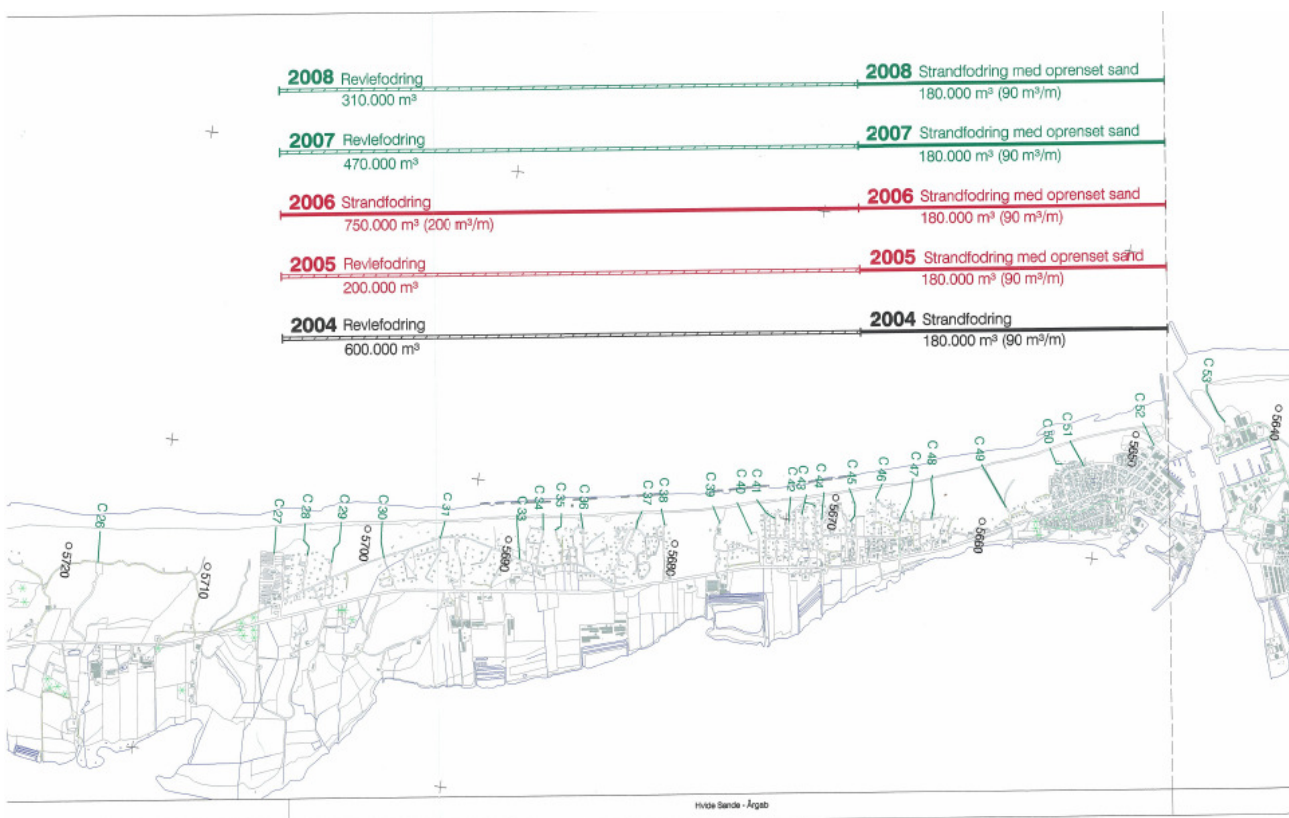 2008 Revlefodring
310.000 m³
2008 Strandfodring med oprenset sand
180.000 m³ (90 m³/m)
2007 Revlefodring
470.000 m³
2007 Strandfodring med oprenset sand
180.000 m³ (90 m³/m)
2006 Strandfodring
750.000 m³ (200 m³/m)
2006 Strandfodring med oprenset sand
180.000 m³ (90 m³/m)
2005 Revlefodring
200.000 m³
2005 Strandfodring med oprenset sand
180.000 m³ (90 m³/m)
2004 Revlefodring
600.000 m³
2004 Strandfodring
180.000 m³ (90 m³/m)
C 26
C 27
C 28
C 29
C 30
C 31
C 33
C 34
C 35
C 36
C 37
C 38
C 39
C 40
C 41
C 42
C 43
C 44
C 45
C 46
C 47
C 48
C 49
C 50
C 51
C 52
C 53
5720
5710
5700
5690
5680
5670
5660
5650
5640
Hvide Sande - Årgab